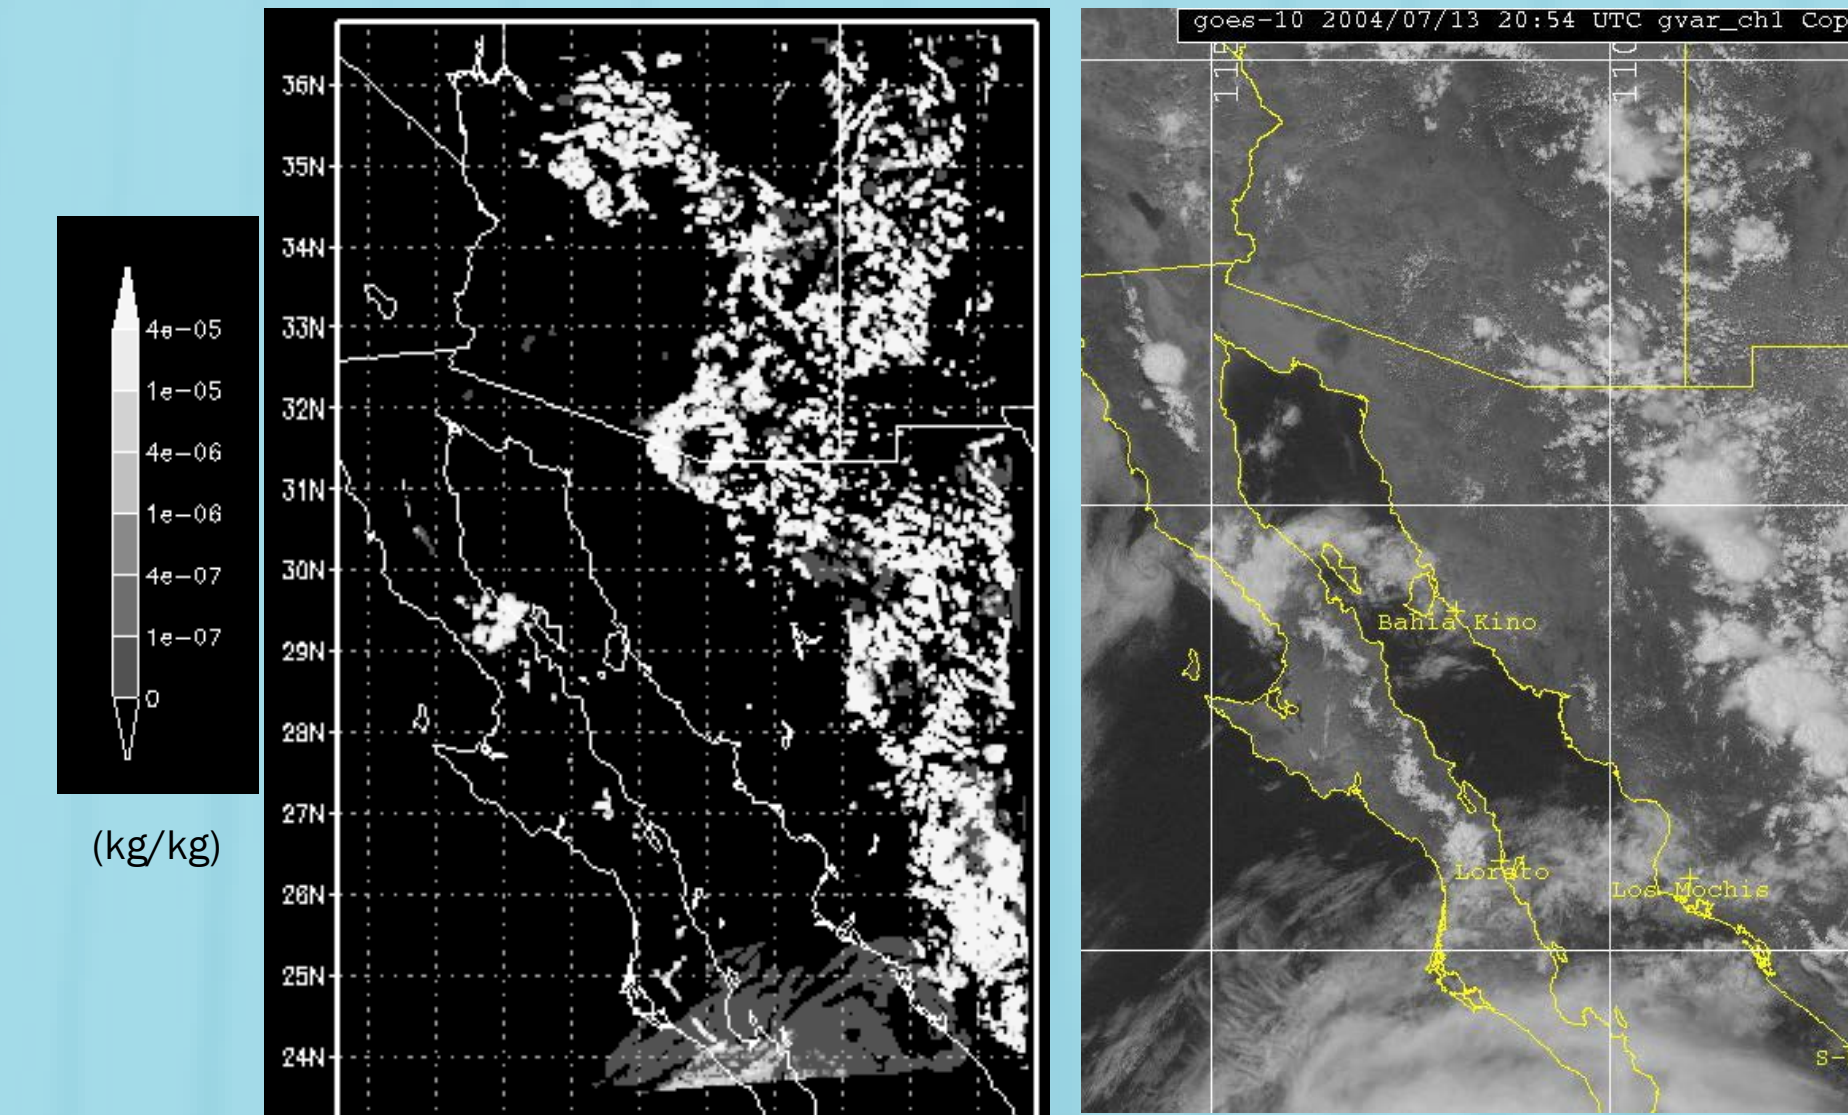 4e-05
1e-05
4e-06
1e-06
4e-07
1e-07
0
(kg/kg)
36N
35N
34N
33N
32N
31N
30N
29N
28N
27N
26N
25N
24N
goes-10 2004/07/13 20:54 UTC gvar_ch1 Cop
Bahia Kino
Loreto
Los Mochis
S-